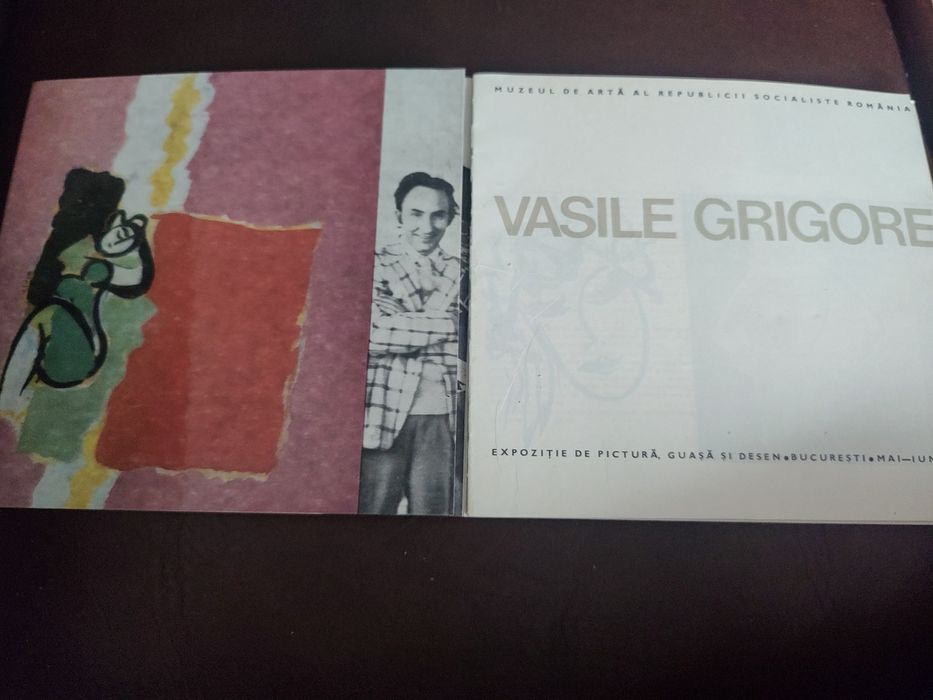 MUZEUL DE ARTĂ AL REPUBLICII SOCIALISTE ROMÂNIA
VASILE GRIGORE
EXPOZIȚIE DE PICTURĂ, GUAȘĂ ȘI DESEN•BUCUREȘTI•MAI—IUN